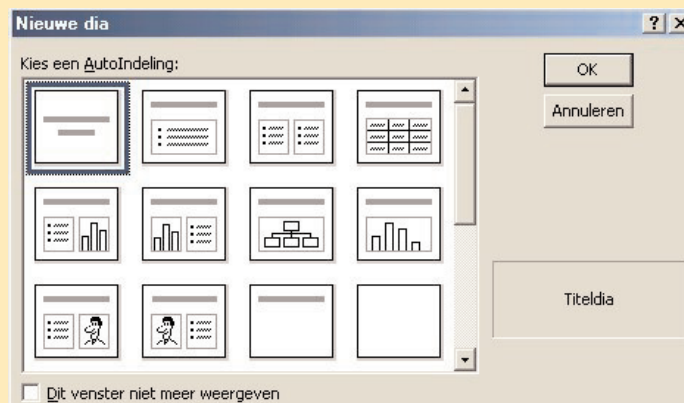 Nieuwe dia
Kies een AutoIndeling:
OK
Annuleren
Titeldia
Dit venster niet meer weergeven